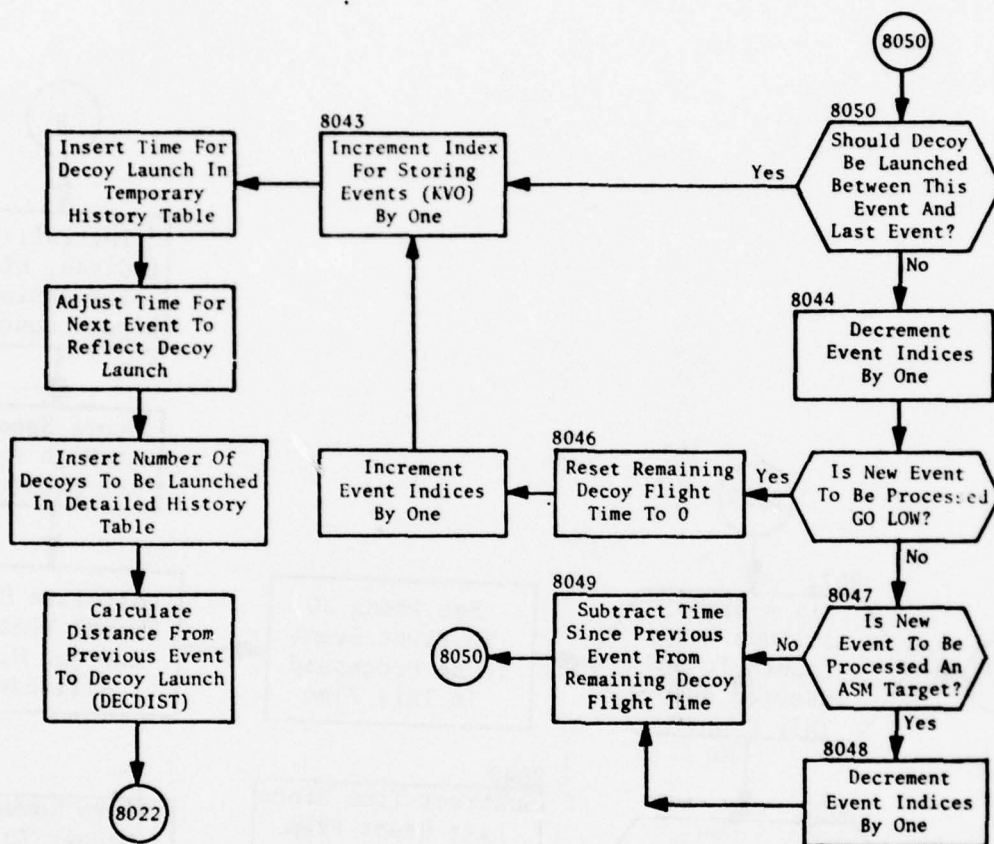 8050
8050
Should Decoy
Be Launched
Between This
Event And
Last Event?
Yes
No
8043
Increment Index
For Storing
Events (KVO)
By One
Insert Time For
Decoy Launch In
Temporary
History Table
Adjust Time For
Next Event To
Reflect Decoy
Launch
Insert Number Of
Decoys To Be Launched
In Detailed History
Table
Calculate
Distance From
Previous Event
To Decoy Launch
(DECDIST)
8022
8044
Decrement
Event Indices
By One
Is New Event
To Be Processed
GO LOW?
Yes
No
8046
Reset Remaining
Decoy Flight
Time To 0
Increment
Event Indices
By One
8047
Is New
Event To Be
Processed An
ASM Target?
No
Yes
8049
Subtract Time
Since Previous
Event From
Remaining Decoy
Flight Time
8050
8048
Decrement
Event Indices
By One